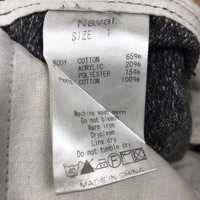 Naval.
SIZE 1
BODY COTTON 65%
ACRYLIC 20%
POLYESTER 15%
COTTON 100%
Machine wash warm
Do not bleach
Warm iron
Dryclean
Line dry
Do not tumble dry
MADE IN CHINA